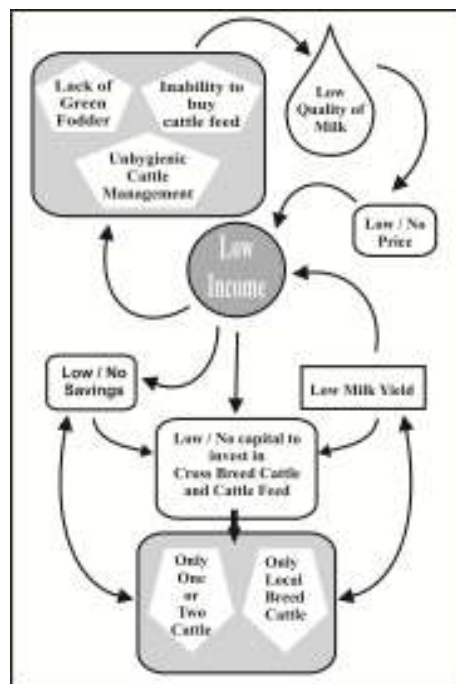 Lack of
Green
Fodder
Inability to
buy
cattle feed
Unhygienic
Cattle
Management
Low
Quality of
Milk
Low / No
Price
Low
Income
Low / No
Savings
Low Milk Yield
Low / No capital to
invest in
Cross Breed Cattle
and Cattle Feed
Only
One
or
Two
Cattle
Only
Local
Breed
Cattle